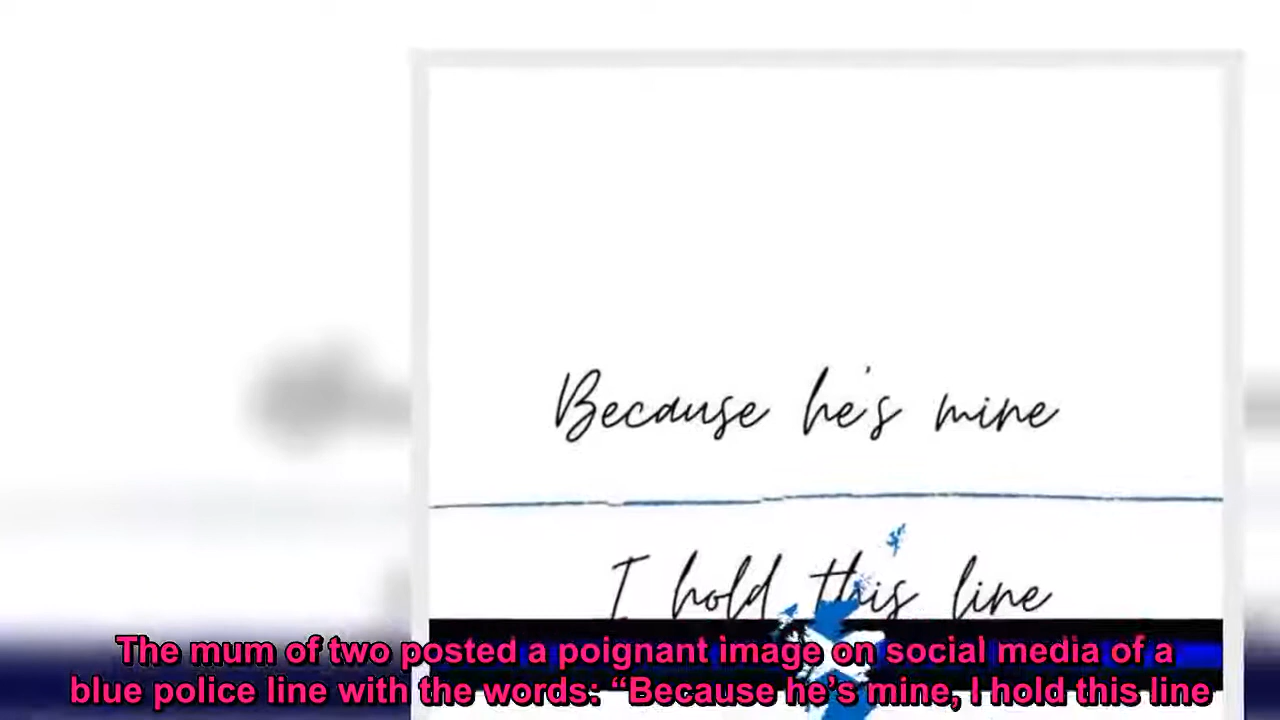 Because he's mine
I hold this line
The mum of two posted a poignant image on social media of a
blue police line with the words: “Because he’s mine, I hold this line